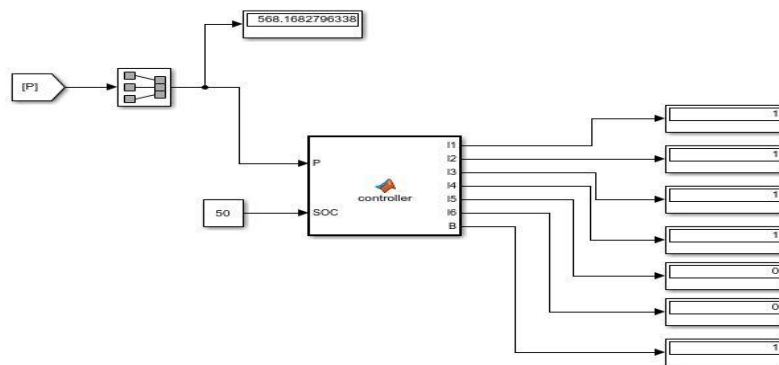 568.1682796338
[P]
P
SOC
controller
I1
I2
I3
I4
I5
I6
B
50
1
1
1
1
0
0
1